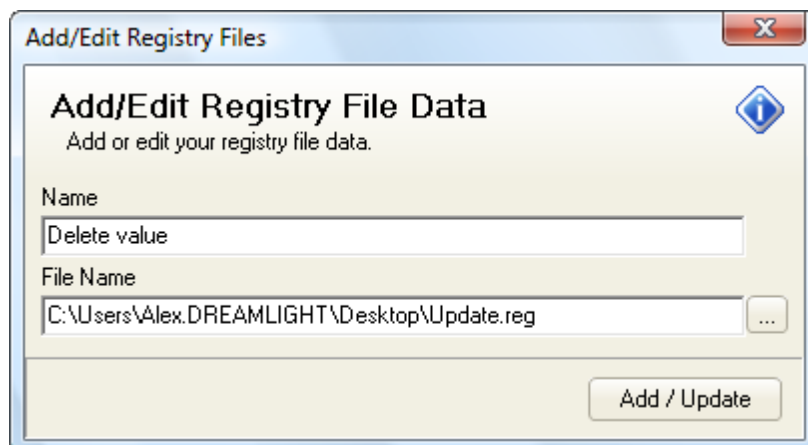 Add/Edit Registry Files
Add/Edit Registry File Data
Add or edit your registry file data.
Name
Delete value
File Name
C:\Users\Alex.DREAMLIGHT\Desktop\Update.reg
...
Add / Update